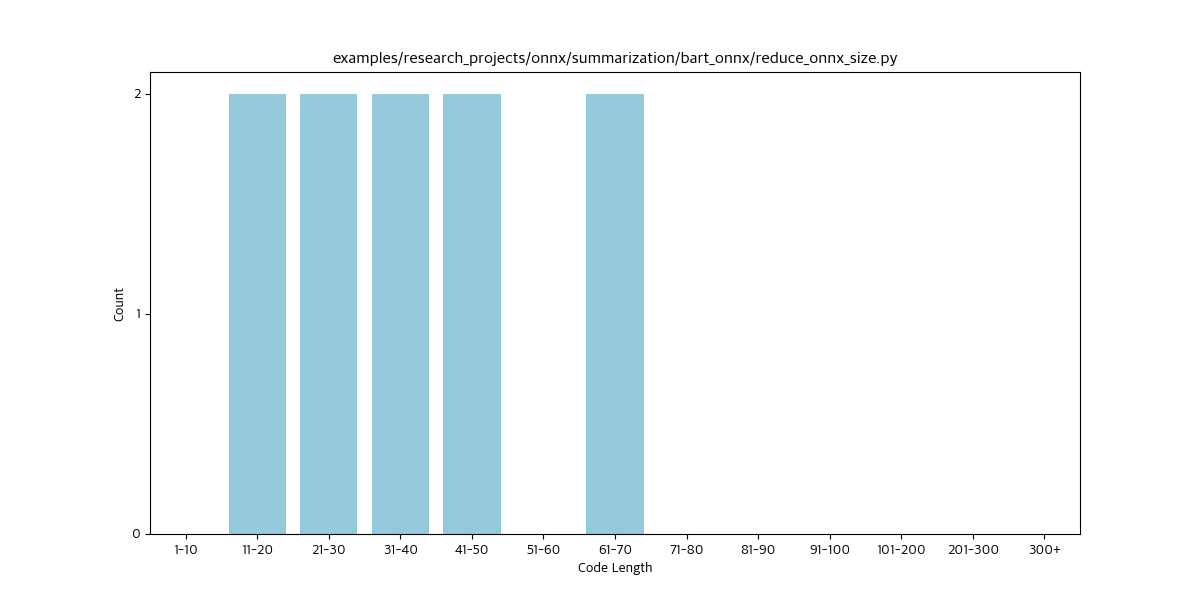 examples/research_projects/onnx/summarization/bart_onnx/reduce_onnx_size.py
2
1
0
Count
1-10 11-20 21-30 31-40 41-50 51-60 61-70 71-80 81-90 91-100 101-200 201-300 300+
Code Length